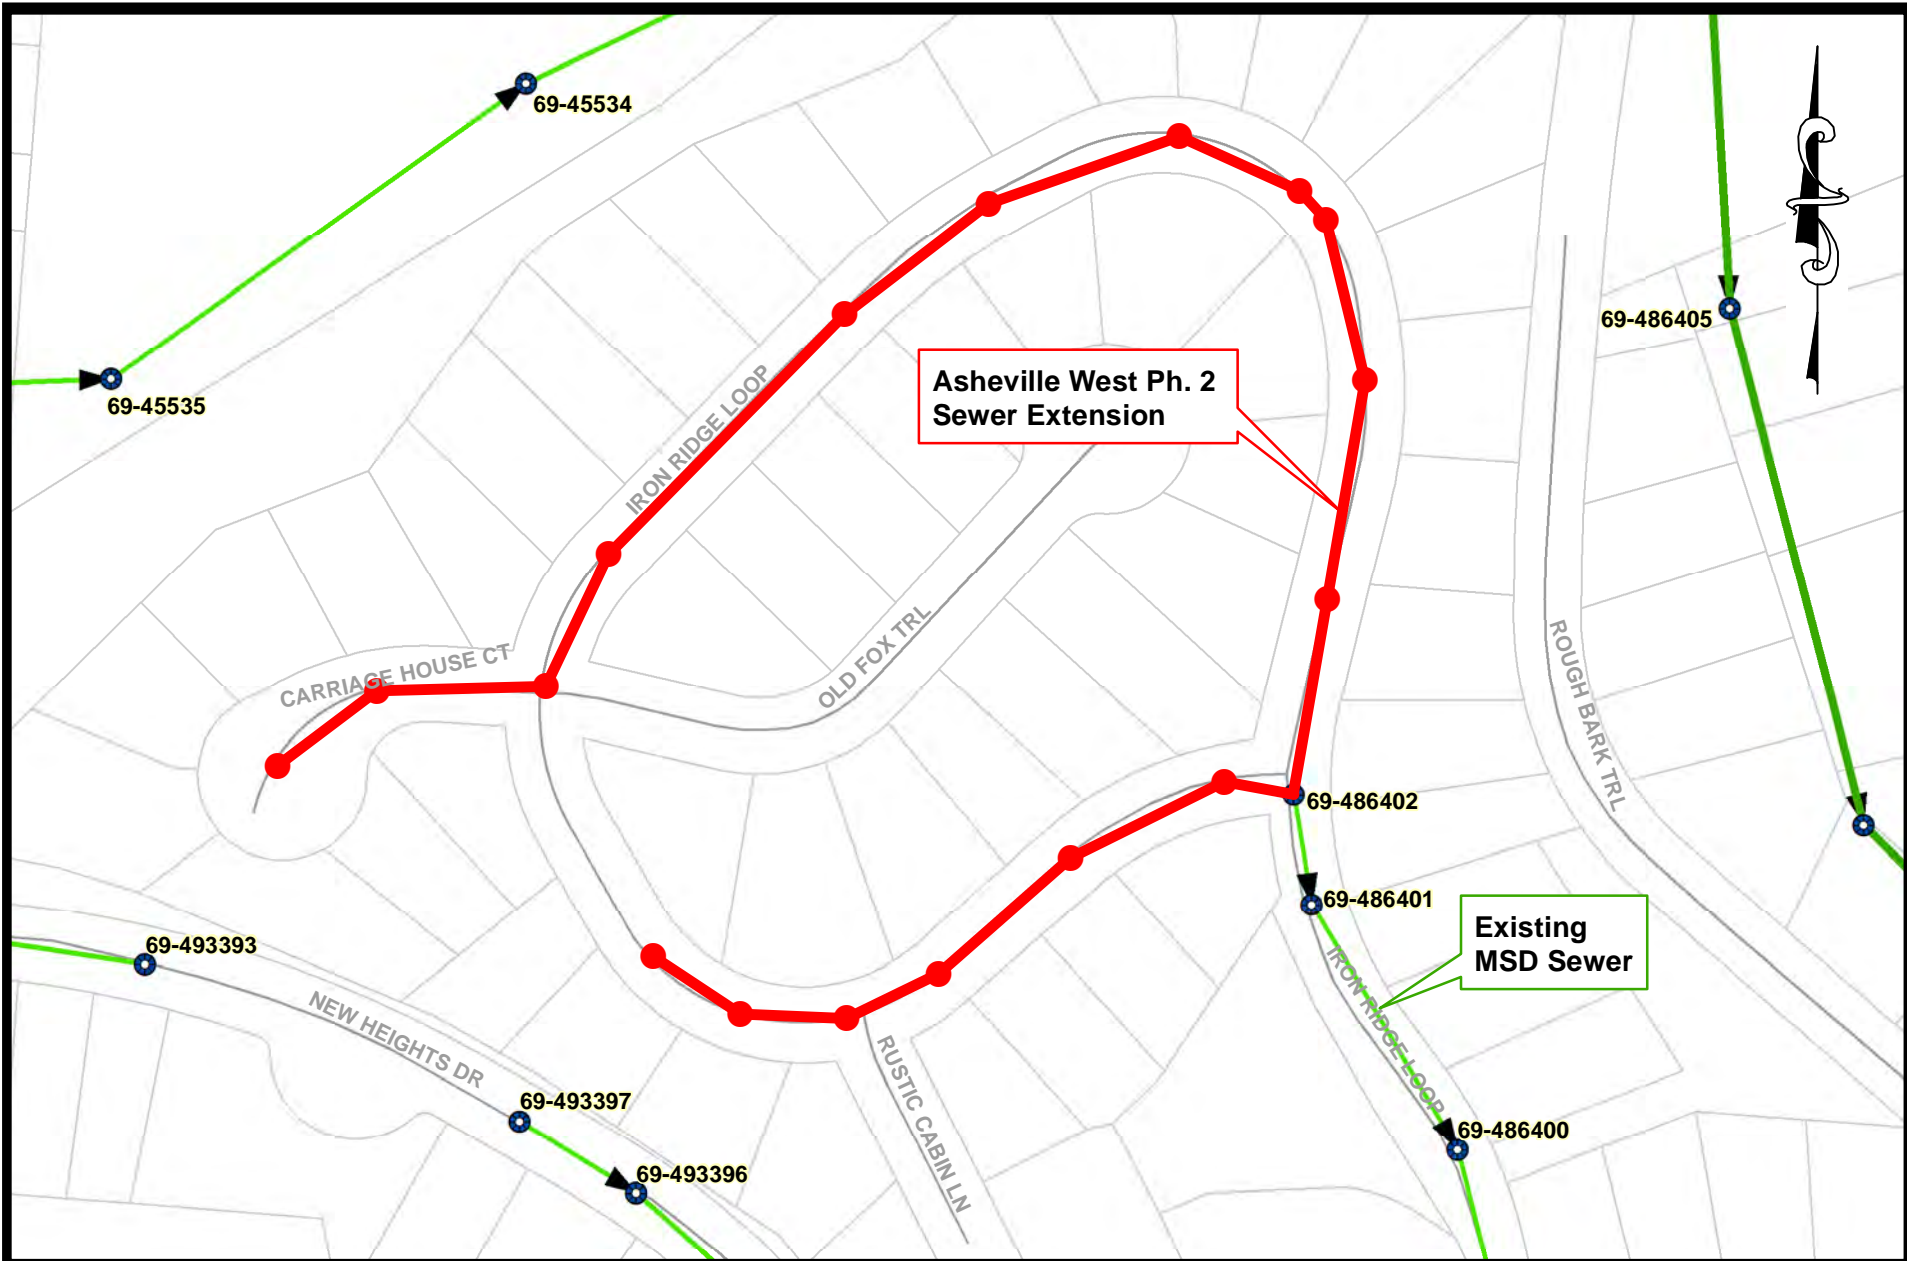 69-45534
69-486405
69-45535
IRON RIDGE LOOP
Asheville West Ph. 2
Sewer Extension
CARRIAGE HOUSE CT
OLD FOX TRL
ROUGH BARK TRL
69-486402
69-486401
Existing
MSD Sewer
69-493393
IRON RIDGE LOOP
NEW HEIGHTS DR
RUSTIC CABIN LN
69-493397
69-486400
69-493396